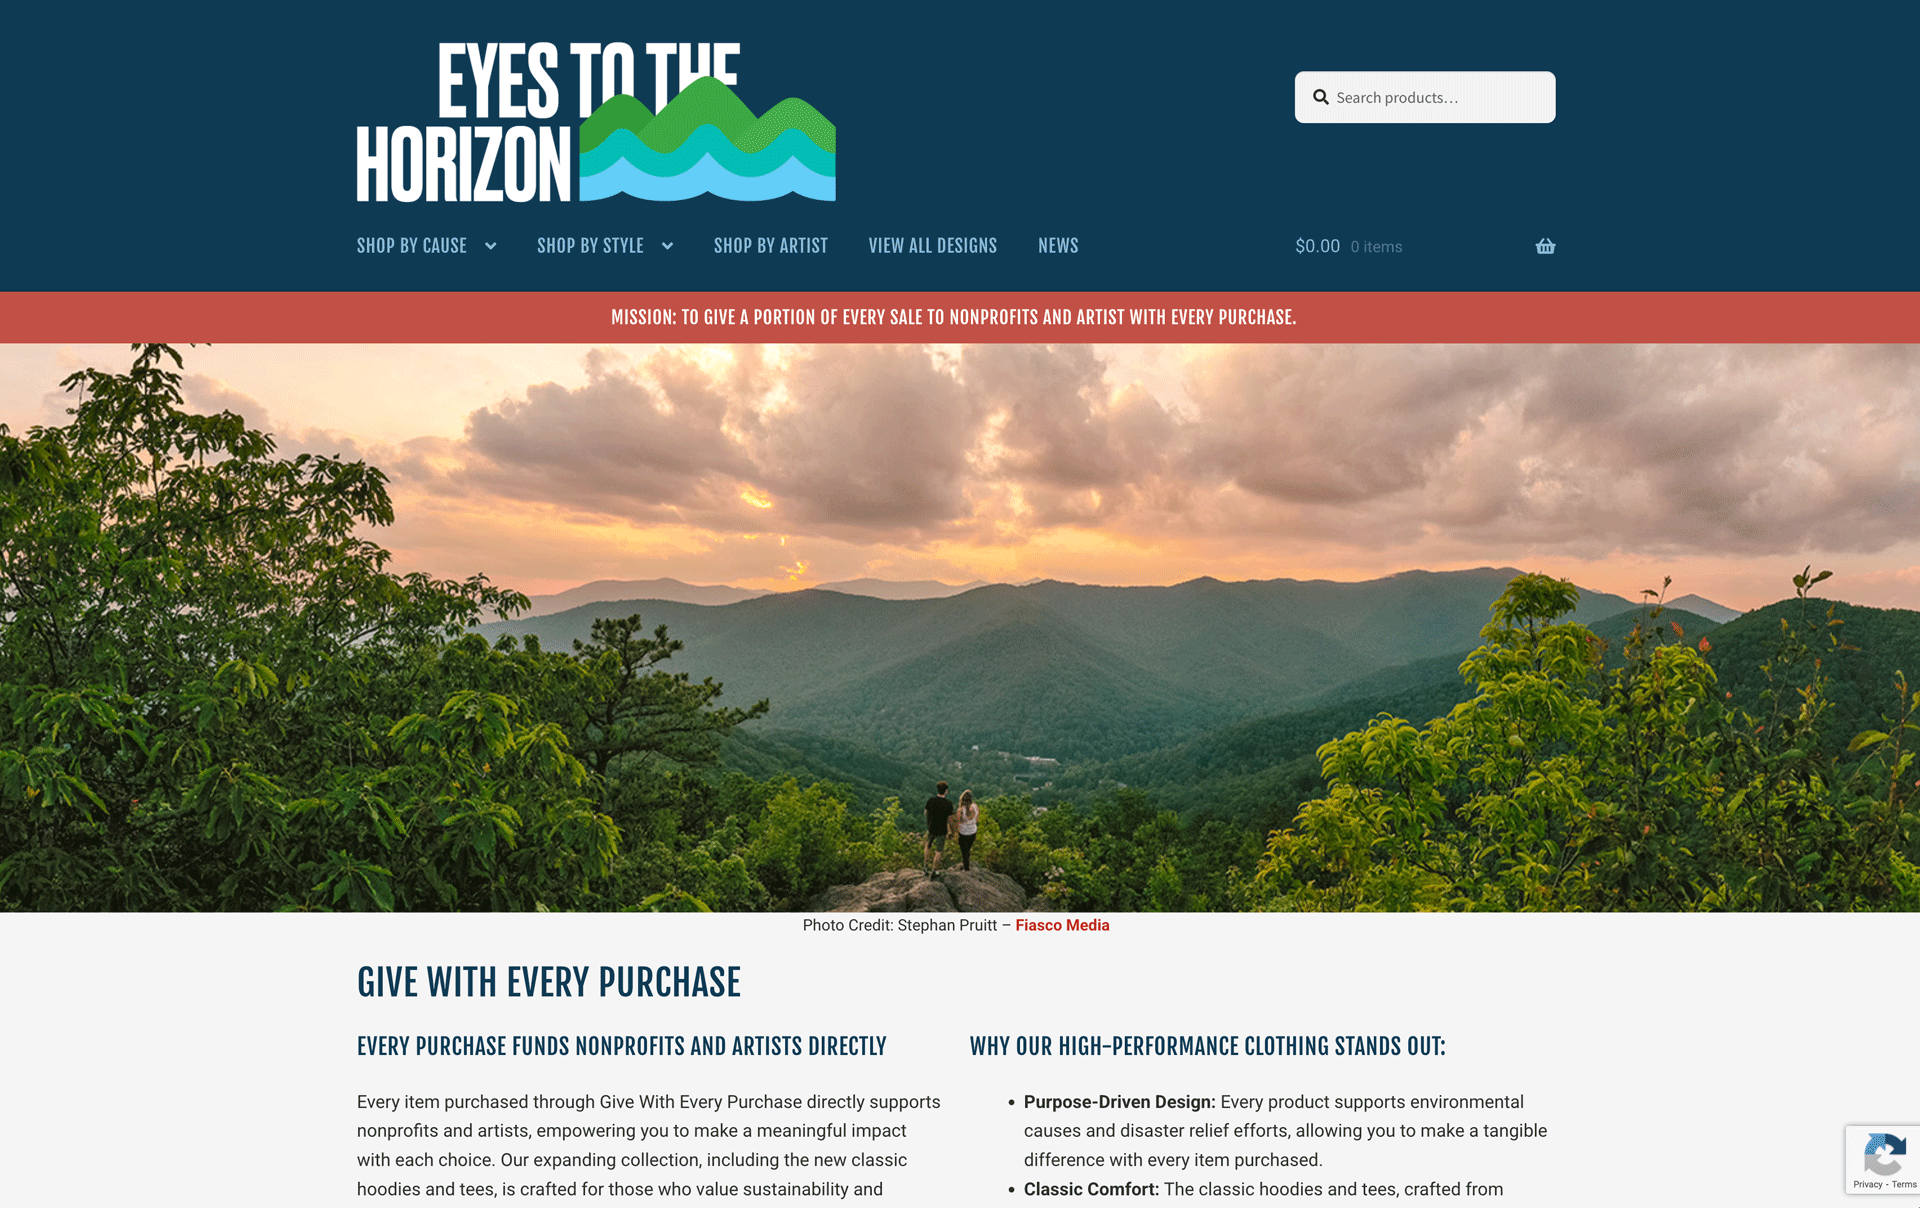 EYES TO THE
HORIZON
Search products…
SHOP BY CAUSE
SHOP BY STYLE
SHOP BY ARTIST
VIEW ALL DESIGNS
NEWS
$0.00 0 items
MISSION: TO GIVE A PORTION OF EVERY SALE TO NONPROFITS AND ARTIST WITH EVERY PURCHASE.
Photo Credit: Stephan Pruitt – Fiasco Media
GIVE WITH EVERY PURCHASE
EVERY PURCHASE FUNDS NONPROFITS AND ARTISTS DIRECTLY
Every item purchased through Give With Every Purchase directly supports
nonprofits and artists, empowering you to make a meaningful impact
with each choice. Our expanding collection, including the new classic
hoodies and tees, is crafted for those who value sustainability and
WHY OUR HIGH-PERFORMANCE CLOTHING STANDS OUT:
• Purpose-Driven Design: Every product supports environmental
causes and disaster relief efforts, allowing you to make a tangible
difference with every item purchased.
• Classic Comfort: The classic hoodies and tees, crafted from
Privacy - Terms